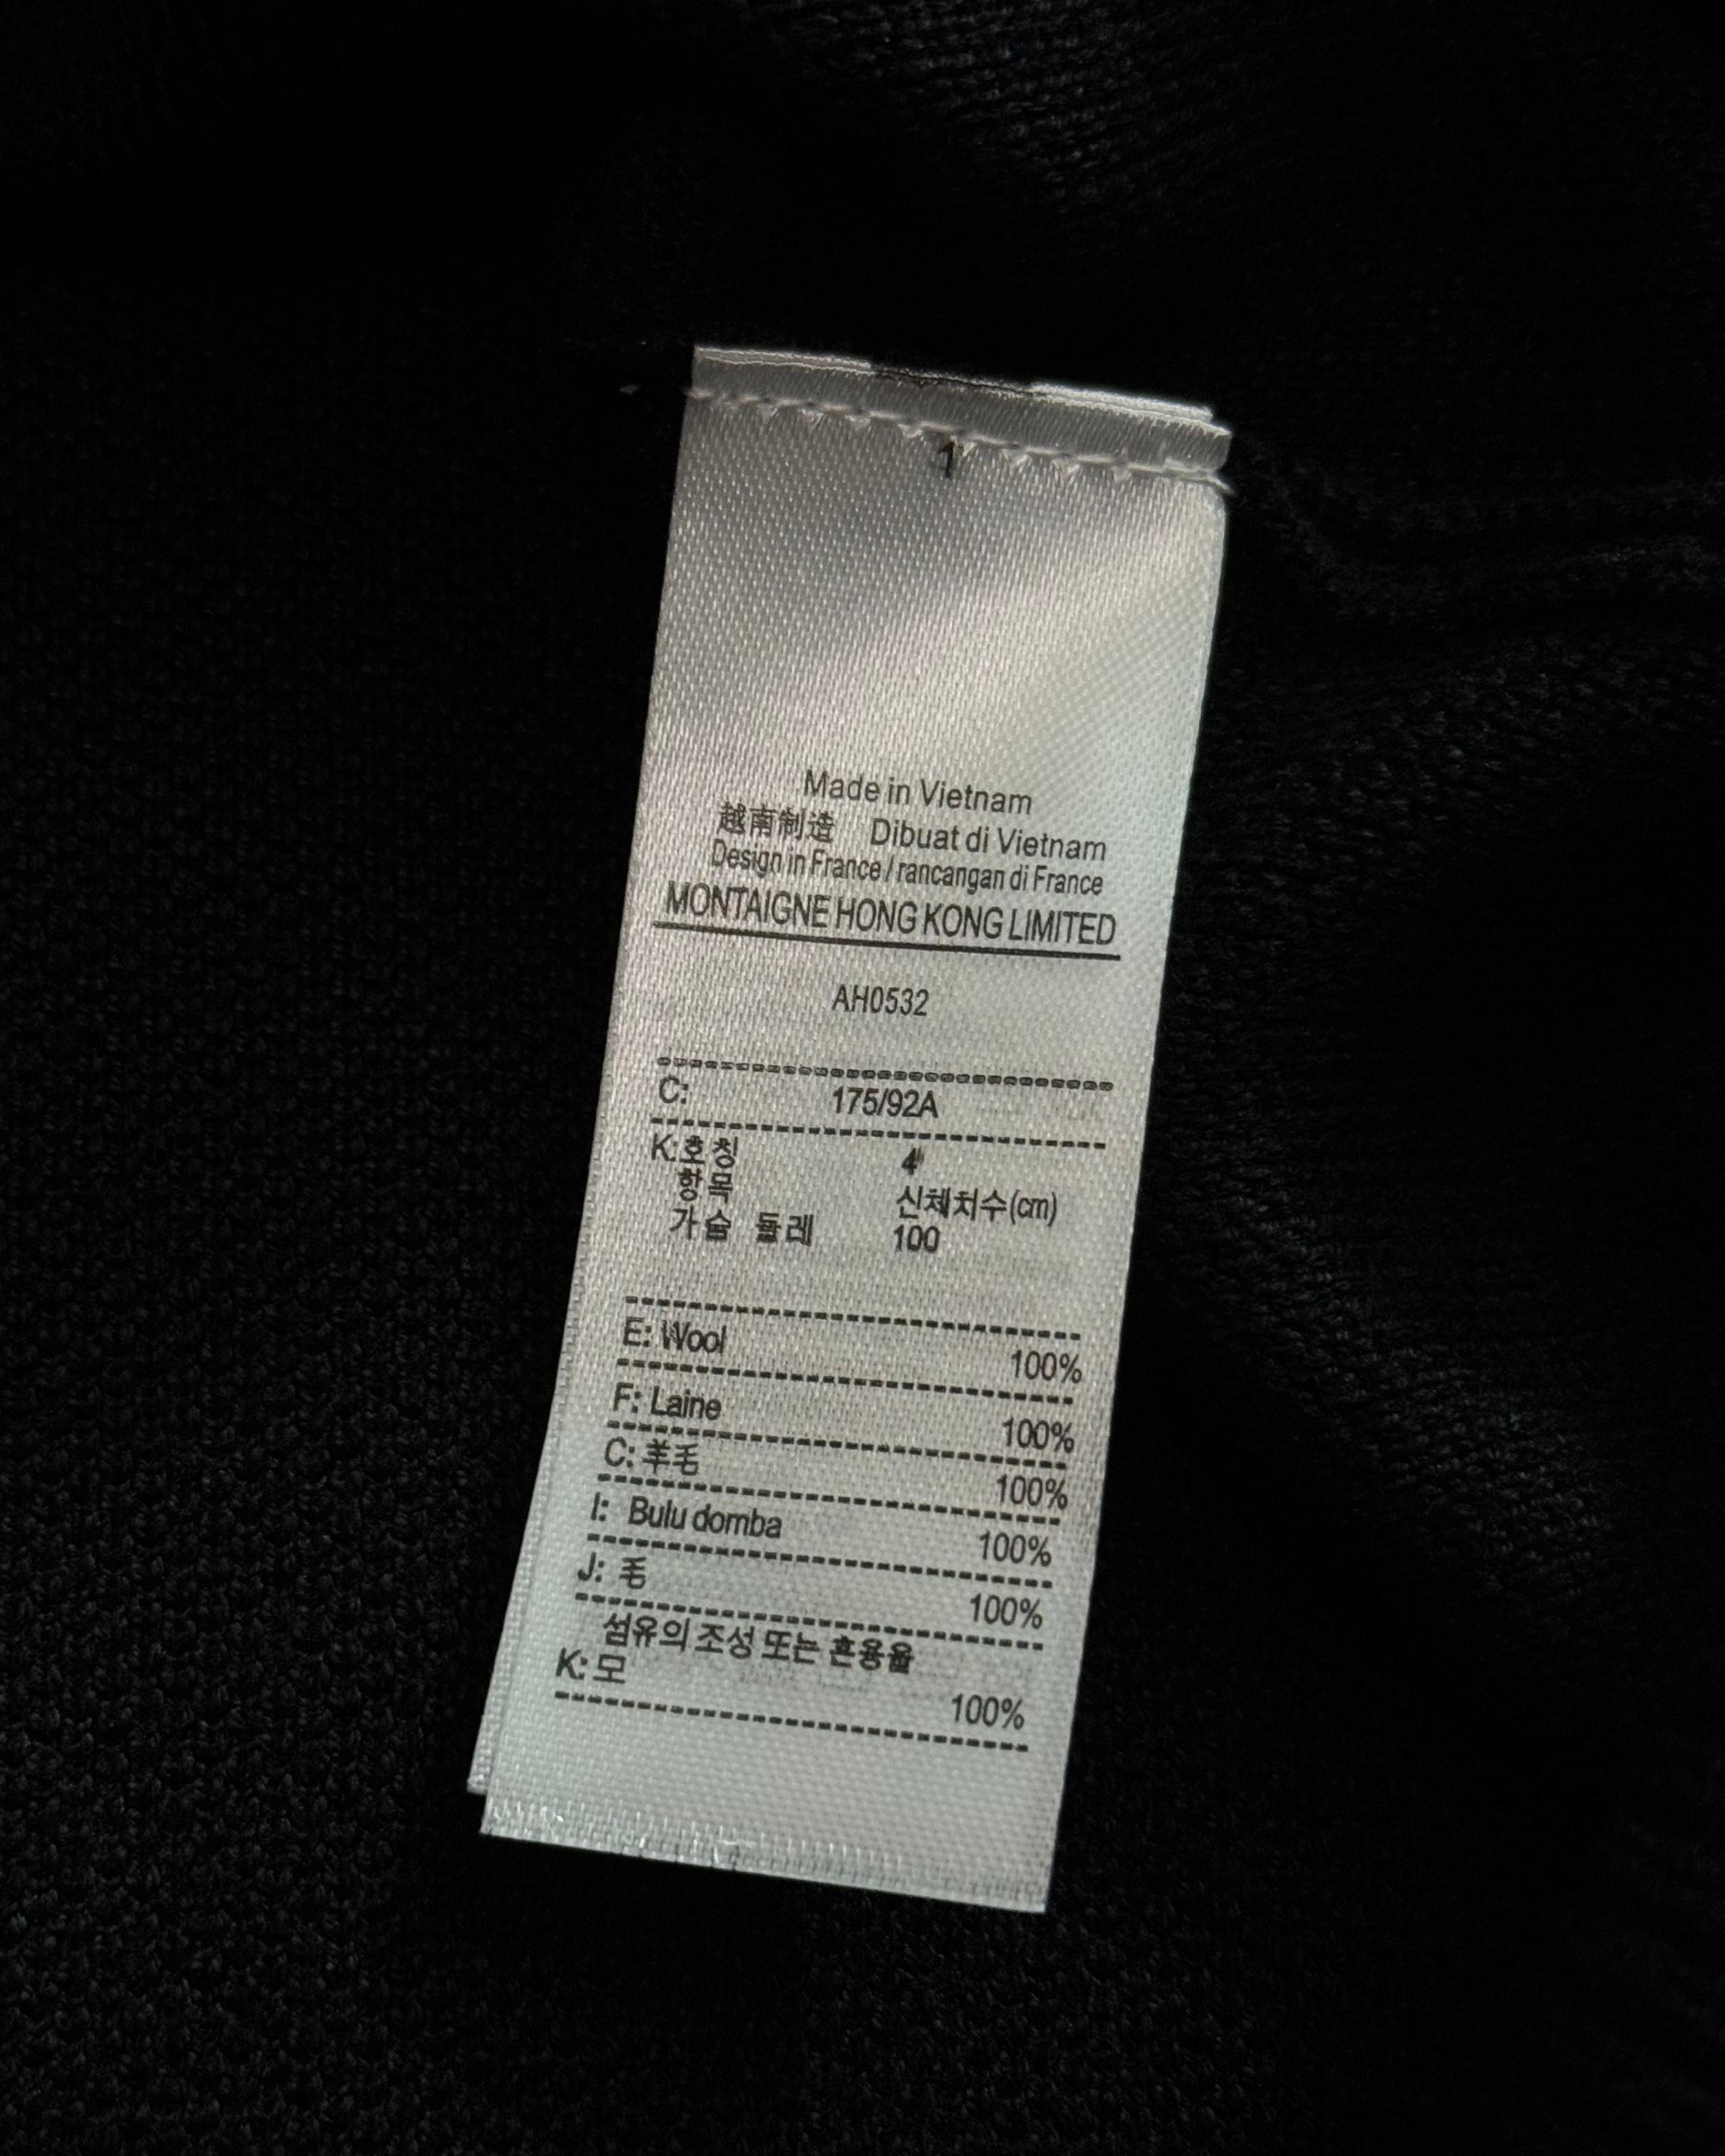 1
Made in Vietnam
越南制造 Dibuat di Vietnam
Design in France / rancangan di France
MONTAIGNE HONG KONG LIMITED
AH0532
C: 175/92A
K: 호칭 4
항목 신체치수(cm)
가슴 둘레 100
E: Wool 100%
F: Laine 100%
C: 羊毛 100%
I: Bulu domba 100%
J: 毛 100%
섬유의 조성 또는 혼용율
K: 모 100%